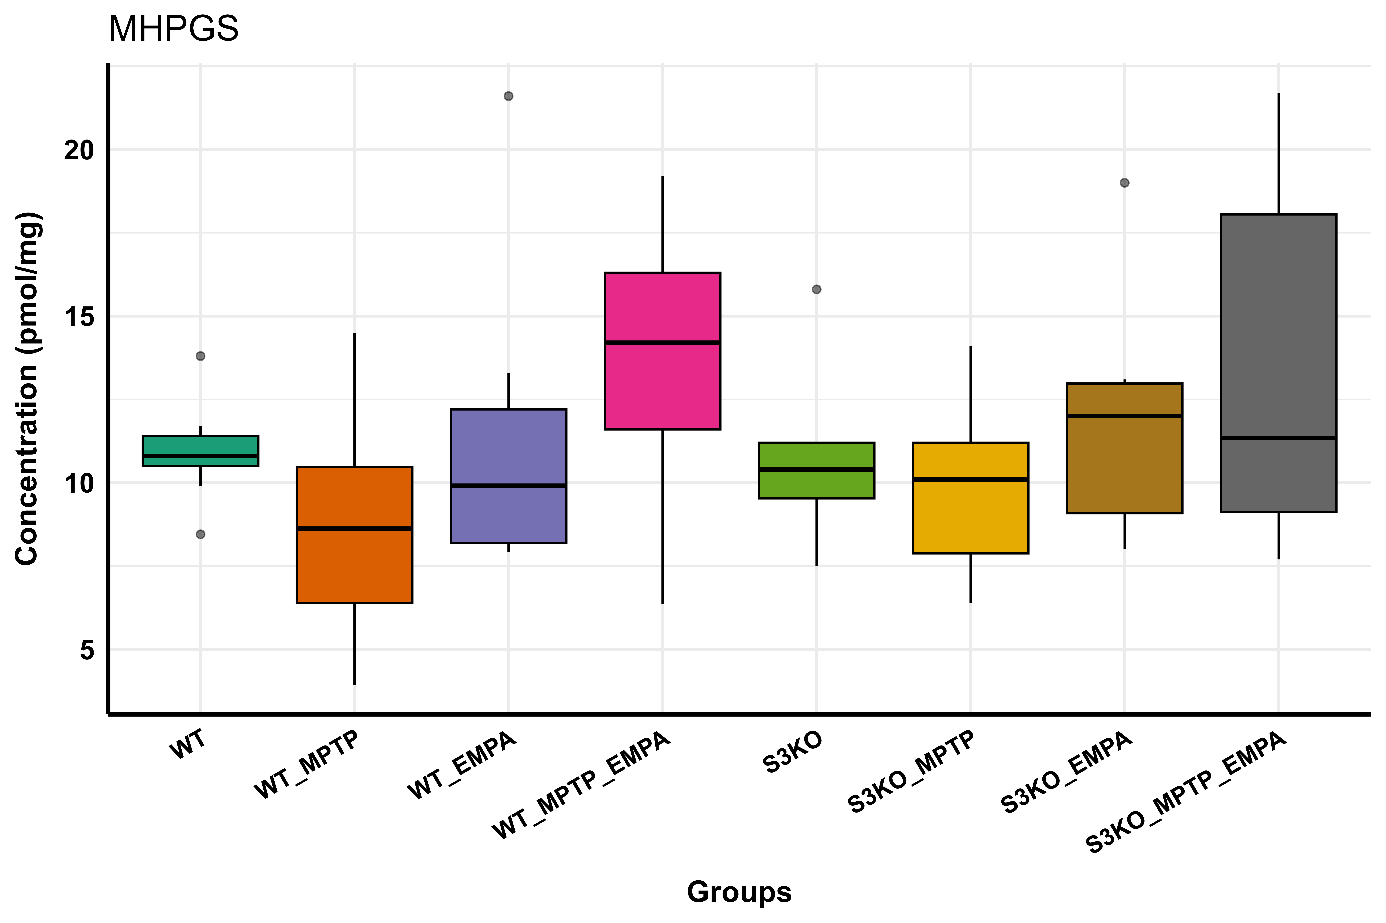 MHPGS
Concentration (pmol/mg)
20
15
10
5
WT
WT_MPTP
WT_EMPA
WT_MPTP_EMPA
S3KO
S3KO_MPTP
S3KO_EMPA
S3KO_MPTP_EMPA
Groups